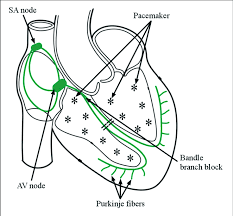 SA node
Pacemaker
Bandle
branch block
AV node
Purkinje fibers